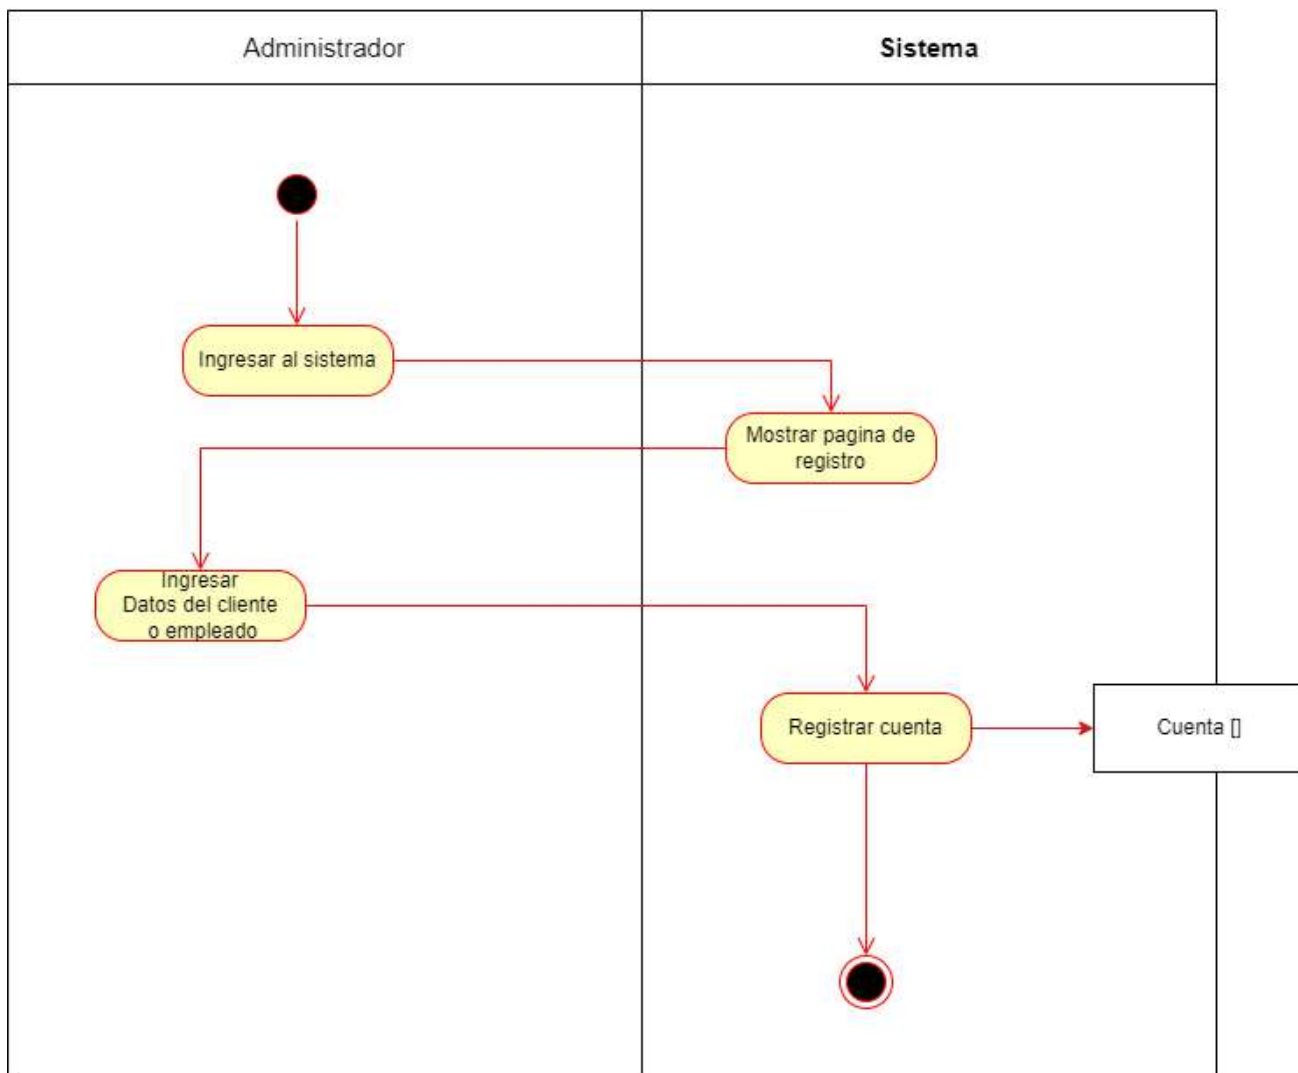 Administrador
Sistema
Ingresar al sistema
Mostrar pagina de
registro
Ingresar
Datos del cliente
o empleado
Registrar cuenta
Cuenta []